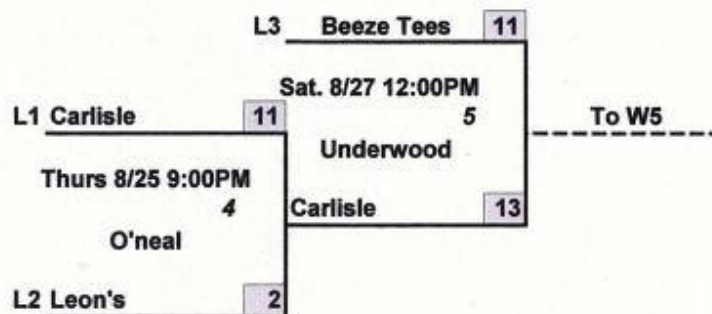 L3 Beeze Tees 11
Sat. 8/27 12:00PM
L1 Carlisle 11
5
To W5
Underwood
Thurs 8/25 9:00PM
4
Carlisle 13
O'neal
L2 Leon's 2